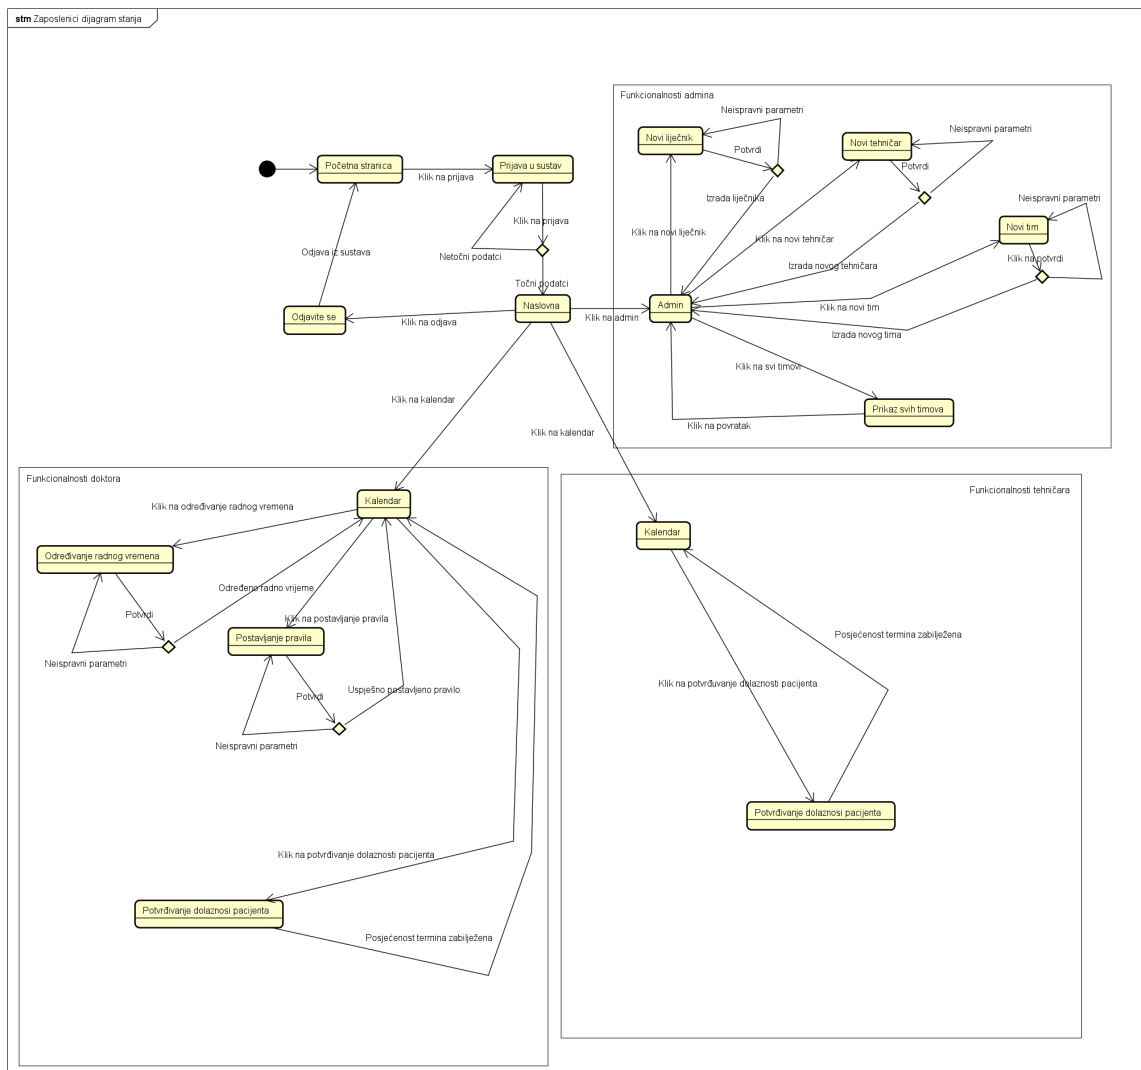 stm Zaposlenici dijagram stanja
Funkcionalnosti admina
Neispravni parametri
Novi liječnik
Potvrdi
Neispravni parametri
Novi tehničar
Potvrdi
Početna stranica
Klik na prijava
Prijava u sustav
Izrada liječnika
Neispravni parametri
Novi tim
Klik na prijava
Klik na novi liječnik
Klik na novi tehničar
Odjava iz sustava
Netočni podatci
Klik na potvrdi
Izrada novog tehničara
Točni podatci
Naslovna
Admin
Klik na novi tim
Odjavite se
Klik na odjava
Klik na admin
Izrada novog tima
Klik na svi timovi
Klik na kalendar
Prikaz svih timova
Klik na povratak
Klik na kalendar
Funkcionalnosti doktora
Funkcionalnosti tehničara
Kalendar
Klik na određivanje radnog vremena
Kalendar
Određivanje radnog vremena
Određeno radno vrijeme
Potvrdi
Klik na postavljanje pravila
Postavljanje pravila
Posjećenost termina zabilježena
Neispravni parametri
Klik na potvrđuvanje dolaznosti pacijenta
Potvrdi
Uspješno postavljeno pravilo
Neispravni parametri
Potvrđivanje dolaznosi pacijenta
Klik na potvrđivanje dolaznosti pacijenta
Potvrđivanje dolaznosi pacijenta
Posjećenost termina zabilježena